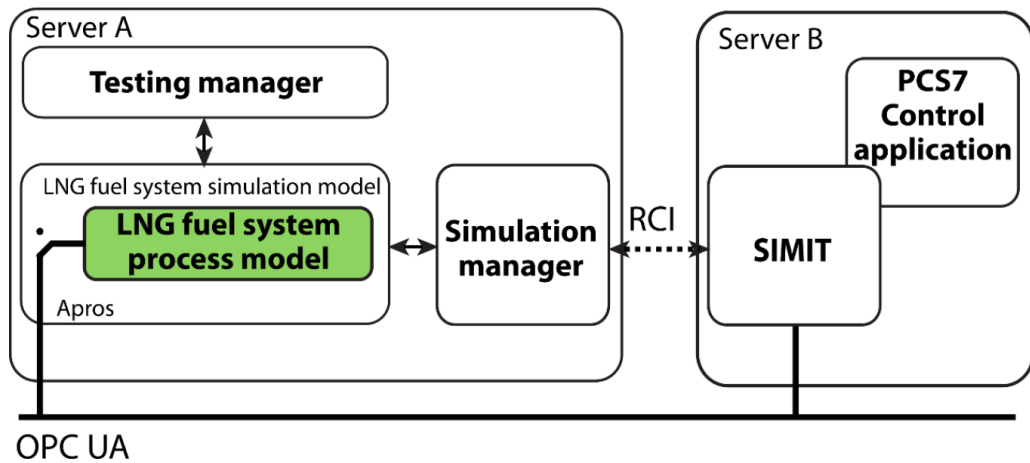 Server A
Testing manager
LNG fuel system simulation model
LNG fuel system
process model
Apros
Simulation
manager
RCI
Server B
PCS7
Control
application
SIMIT
OPC UA